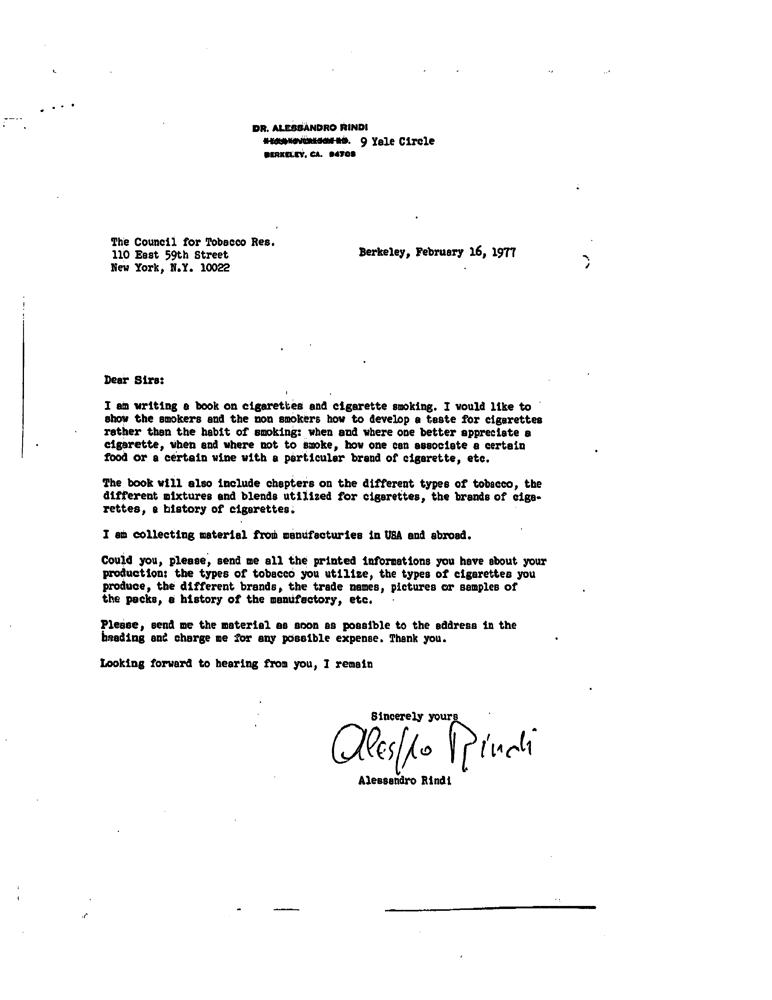 DR. ALESSANDRO RINDI
9 Yale Circle
BERKELEY, CA. 94708
The Council for Tobacco Res.
110 East 59th Street
New York, N.Y. 10022
Berkeley, February 16, 1977
Dear Sirs:
I am writing a book on cigarettes and cigarette smoking. I would like to
show the smokers and the non smokers how to develop a taste for cigarettes
rather than the habit of smoking: when and where one better appreciate a
cigarette, when and where not to smoke, how one can associate a certain
food or a certain wine with a particular brand of cigarette, etc.
The book will also include chapters on the different types of tobacco, the
different mixtures and blends utilized for cigarettes, the brands of ciga-
rettes, a history of cigarettes.
I am collecting material from manufacturies in USA and abroad.
Could you, please, send me all the printed informations you have about your
production: the types of tobacco you utilize, the types of cigarettes you
produce, the different brands, the trade names, pictures or samples of
the packs, a history of the manufactory, etc.
Please, send me the material as soon as possible to the address in the
heading and charge me for any possible expense. Thank you.
Looking forward to hearing from you, I remain
Sincerely yours
Alessandro Rindi